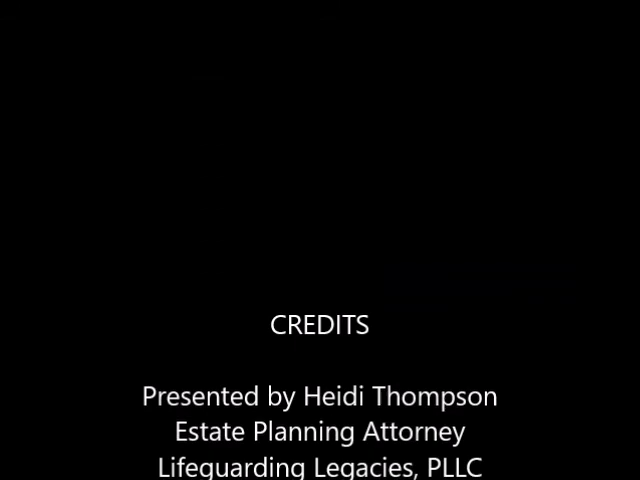 CREDITS
Presented by Heidi Thompson
Estate Planning Attorney
Lifeguarding Legacies, PLLC